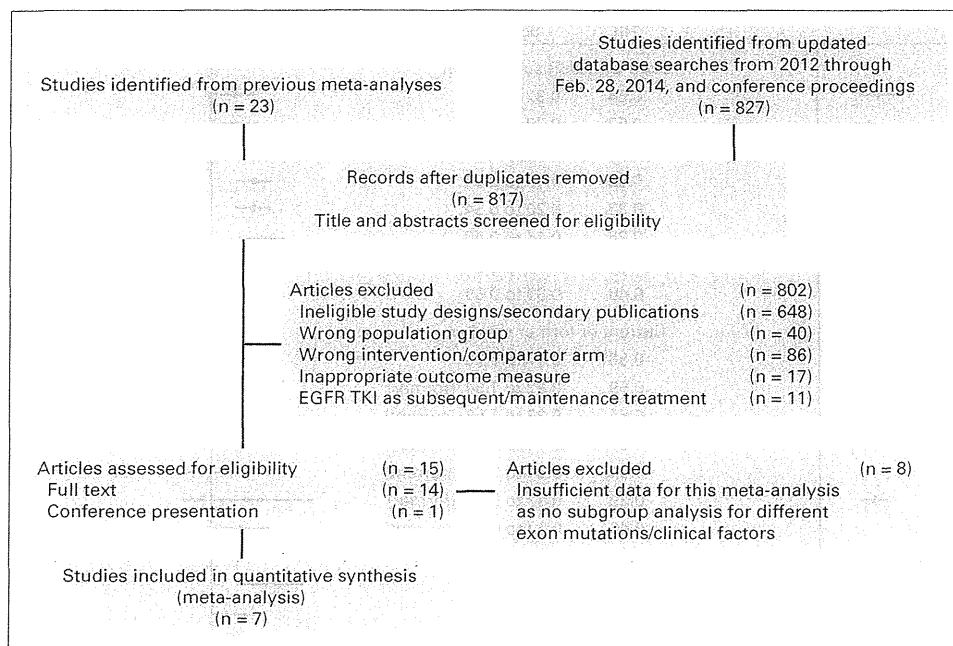 Studies identified from previous meta-analyses
(n = 23)
Studies identified from updated
database searches from 2012 through
Feb. 28, 2014, and conference proceedings
(n = 827)
Records after duplicates removed
(n = 817)
Title and abstracts screened for eligibility
Articles excluded (n = 802)
Ineligible study designs/secondary publications (n = 648)
Wrong population group (n = 40)
Wrong intervention/comparator arm (n = 86)
Inappropriate outcome measure (n = 17)
EGFR TKI as subsequent/maintenance treatment (n = 11)
Articles assessed for eligibility (n = 15)
Full text (n = 14)
Conference presentation (n = 1)
Articles excluded (n = 8)
Insufficient data for this meta-analysis
as no subgroup analysis for different
exon mutations/clinical factors
Studies included in quantitative synthesis
(meta-analysis)
(n = 7)